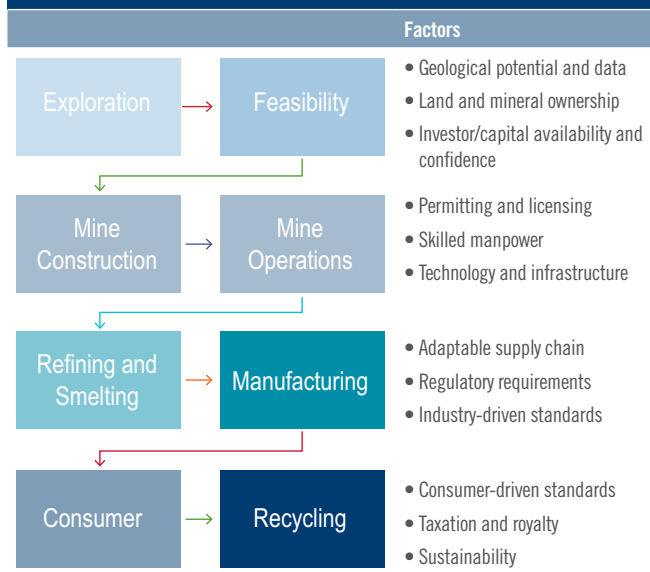 Factors
Exploration
Feasibility
• Geological potential and data
• Land and mineral ownership
• Investor/capital availability and
confidence
Mine
Construction
Mine
Operations
• Permitting and licensing
• Skilled manpower
• Technology and infrastructure
Refining and
Smelting
Manufacturing
• Adaptable supply chain
• Regulatory requirements
• Industry-driven standards
Consumer
Recycling
• Consumer-driven standards
• Taxation and royalty
• Sustainability